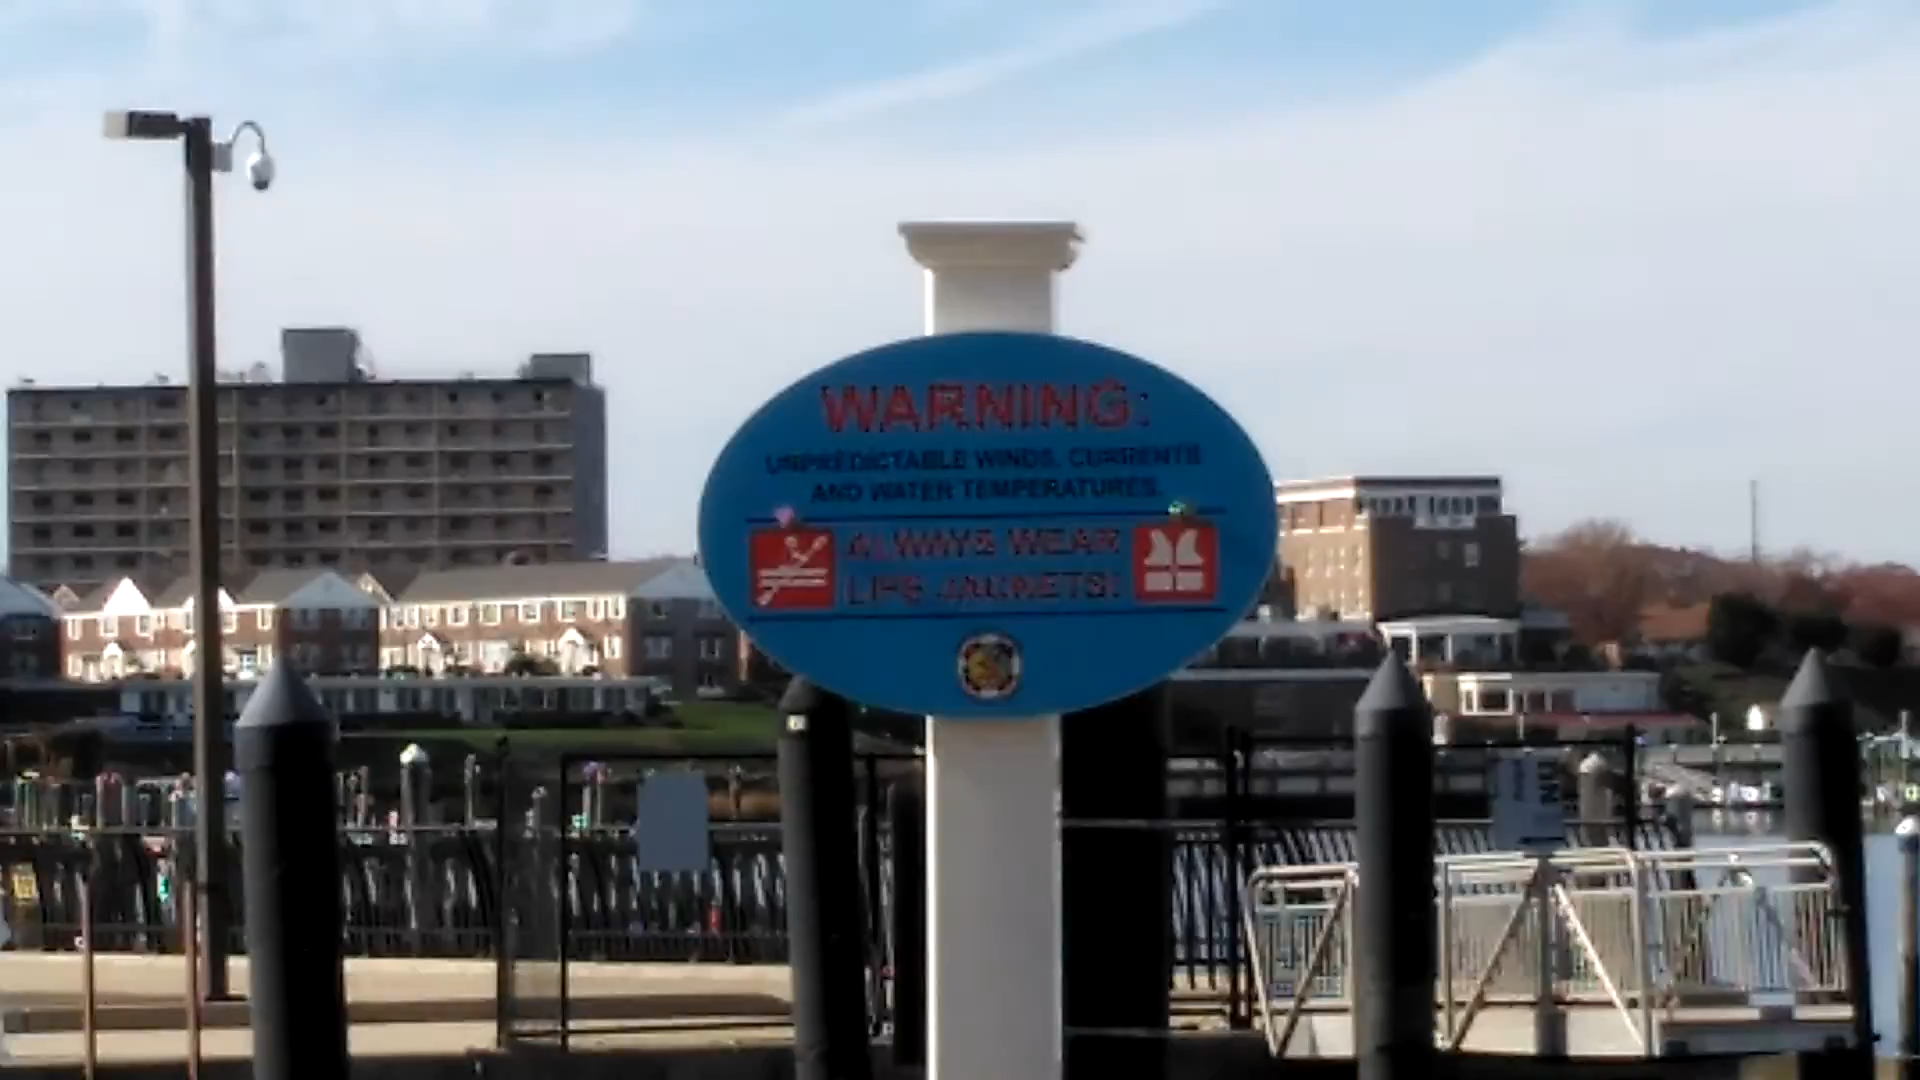 WARNING:
UNPREDICTABLE WINDS, CURRENTS
AND WATER TEMPERATURES.
ALWAYS WEAR
LIFE JACKETS!